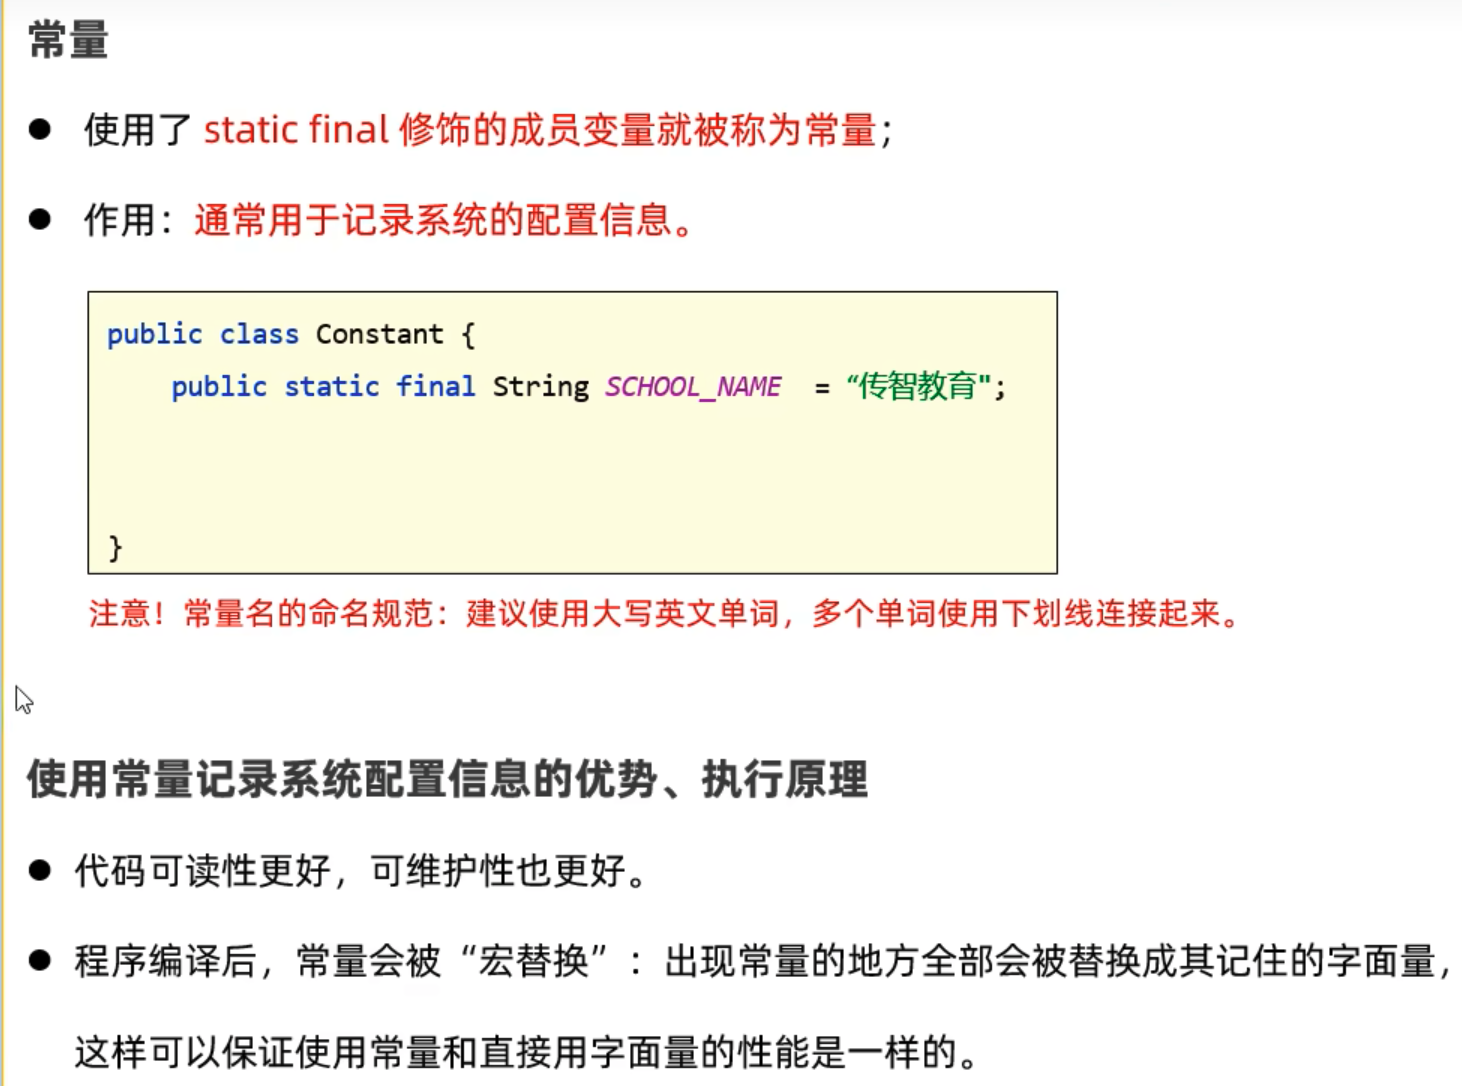 常量
● 使用了 static final 修饰的成员变量就被称为常量；
● 作用：通常用于记录系统的配置信息。
public class Constant {
    public static final String SCHOOL_NAME  = “传智教育";
}
注意！常量名的命名规范：建议使用大写英文单词，多个单词使用下划线连接起来。
使用常量记录系统配置信息的优势、执行原理
● 代码可读性更好，可维护性也更好。
● 程序编译后，常量会被“宏替换”：出现常量的地方全部会被替换成其记住的字面量，
这样可以保证使用常量和直接用字面量的性能是一样的。